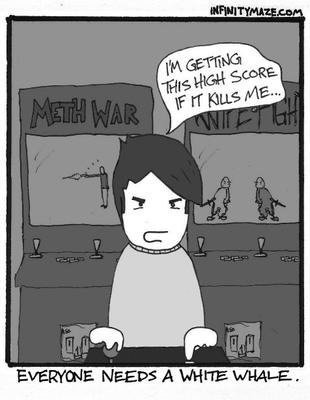 INFINITYMAZE.COM
I'M GETTING
THIS HIGH SCORE
IF IT KILLS ME...
METH WAR
EVERYONE NEEDS A WHITE WHALE.